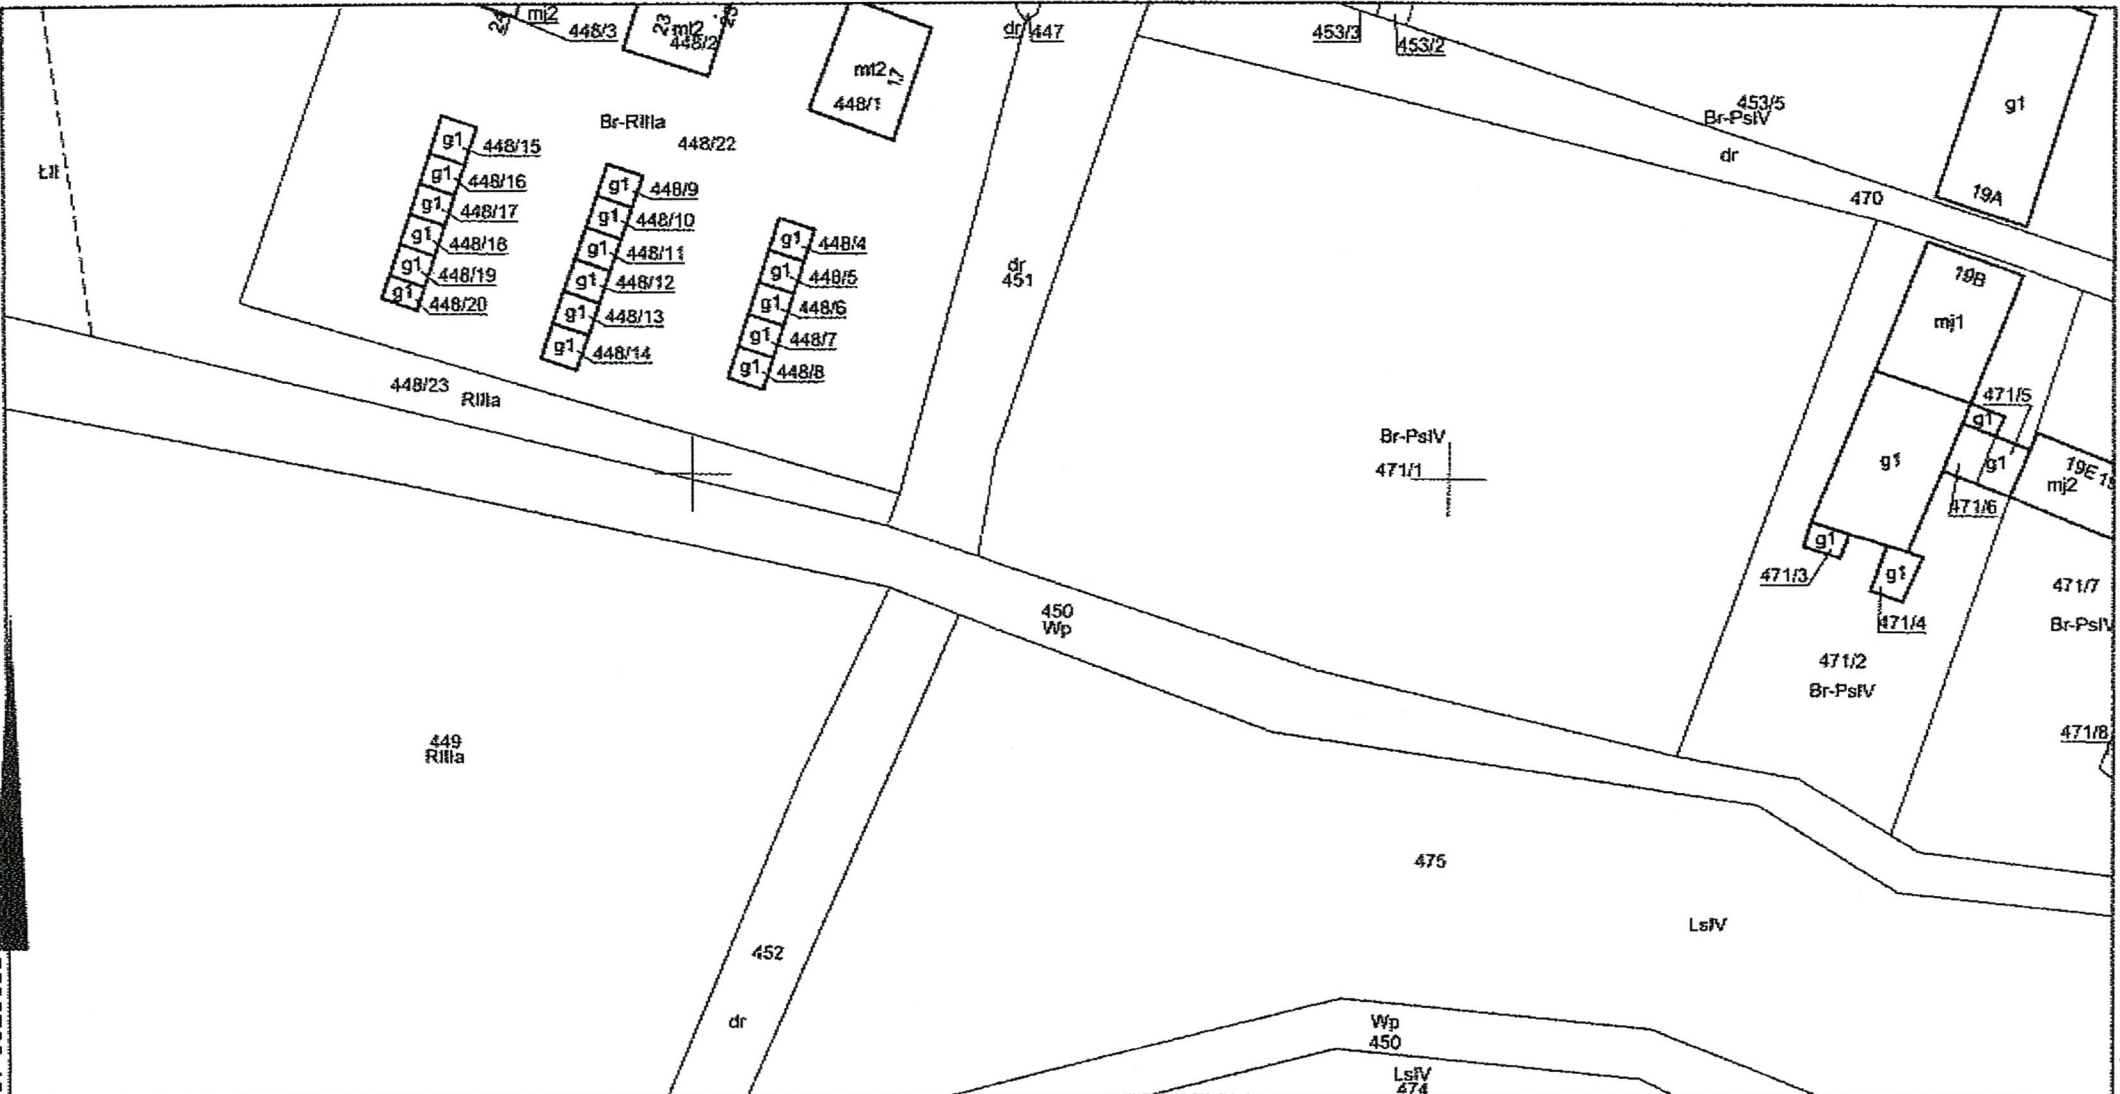 24
mj2
448/3
23
mt2
448/2
25
mt2
17
448/1
dr
447
453/3
453/2
453/5
Br-PsIV
dr
470
g1
19A
ŁII
Br-RIIIa
448/22
g1
448/15
g1
448/16
g1
448/17
g1
448/18
g1
448/19
g1
448/20
g1
448/9
g1
448/10
g1
448/11
g1
448/12
g1
448/13
g1
448/14
g1
448/4
g1
448/5
g1
448/6
g1
448/7
g1
448/8
dr
451
448/23
RIIIa
Br-PsIV
471/1
19B
mj1
471/5
g1
g1
g1
19E
mj2
471/6
g1
471/3
g1
471/4
471/7
Br-PsIV
471/2
Br-PsIV
471/8
450
Wp
449
RIIIa
475
LsIV
452
dr
Wp
450
LsIV
474